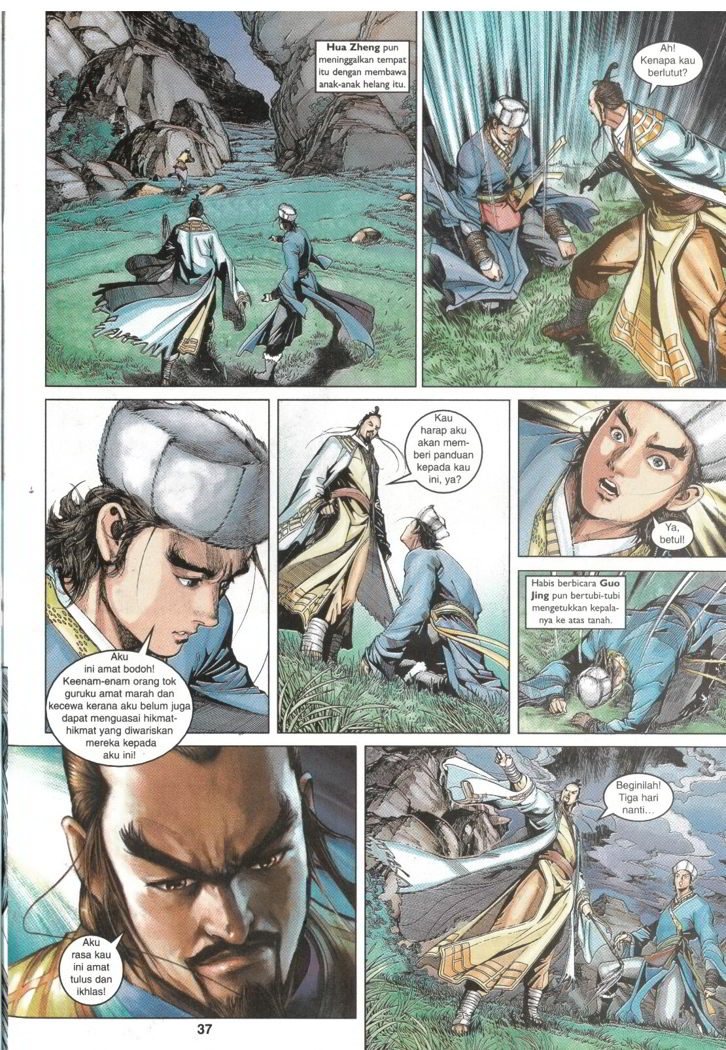 Hua Zheng pun
meninggalkan tempat
itu dengan membawa
anak-anak helang itu.
Ah!
Kenapa kau
berlutut?
Aku
ini amat bodoh!
Keenam-enam orang tok
guruku amat marah dan
kecewa kerana aku belum juga
dapat menguasai hikmat-
hikmat yang diwariskan
mereka kepada
aku ini!
Kau
harap aku
akan mem-
beri panduan
kepada kau
ini, ya?
Ya,
betul!
Habis berbicara Guo
Jing pun bertubi-tubi
mengetukkan kepala-
nya ke atas tanah.
Aku
rasa kau
ini amat
tulus dan
ikhlas!
Beginilah!
Tiga hari
nanti...
37